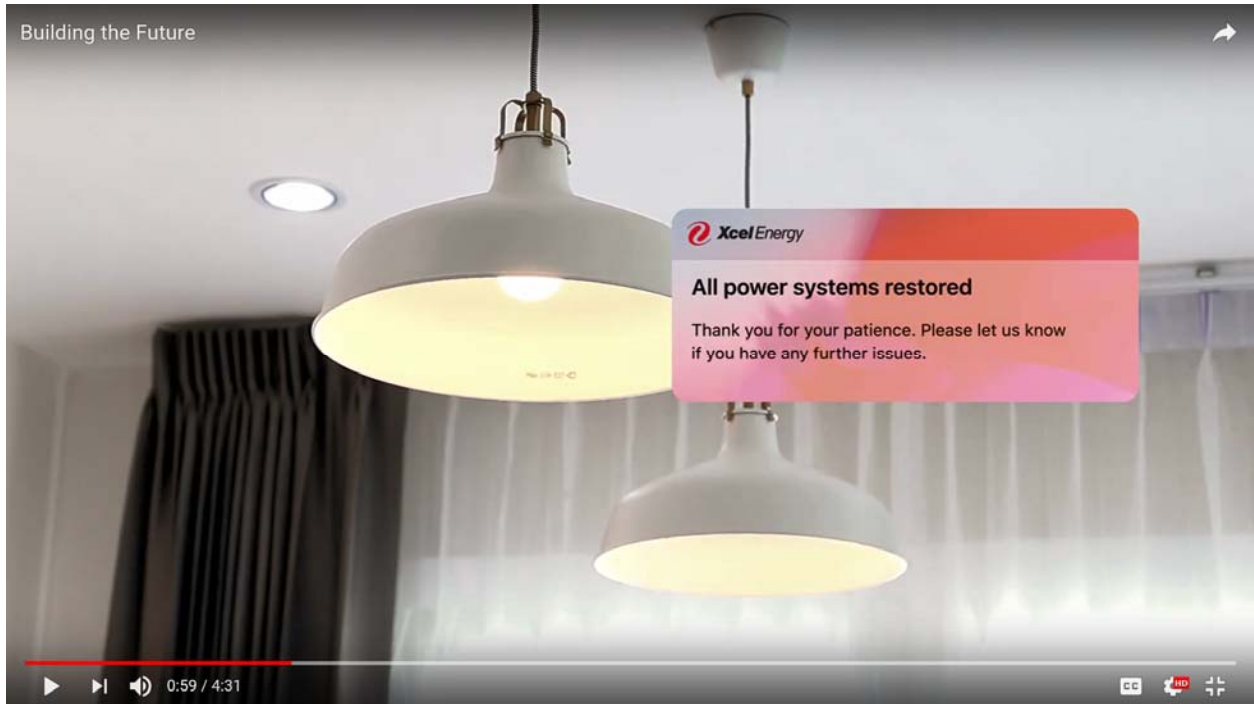 Building the Future
Xcel Energy
All power systems restored
Thank you for your patience. Please let us know
if you have any further issues.
0:59 / 4:31
CC
HD